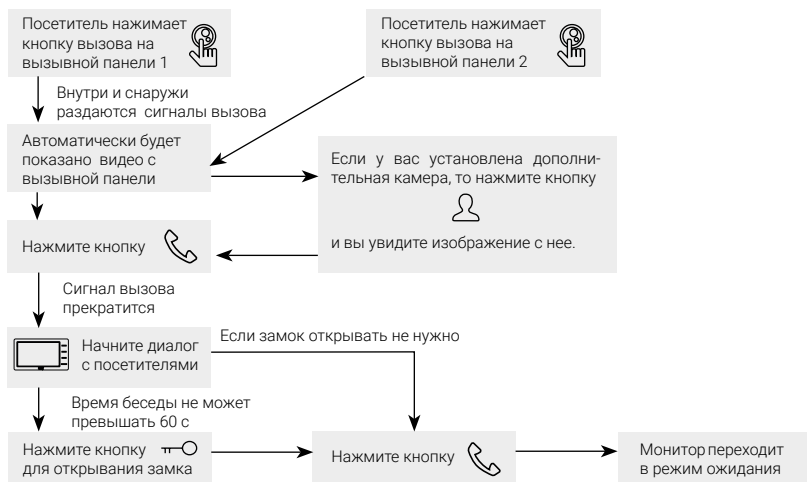 Посетитель нажимает
кнопку вызова на
вызывной панели 1
Посетитель нажимает
кнопку вызова на
вызывной панели 2
Внутри и снаружи
раздаются сигналы вызова
Автоматически будет
показано видео с
вызывной панели
Если у вас установлена дополни-
тельная камера, то нажмите кнопку
и вы увидите изображение с нее.
Нажмите кнопку
Сигнал вызова
прекратится
Начните диалог
с посетителями
Если замок открывать не нужно
Время беседы не может
превышать 60 с
Нажмите кнопку
для открывания замка
Нажмите кнопку
Монитор переходит
в режим ожидания